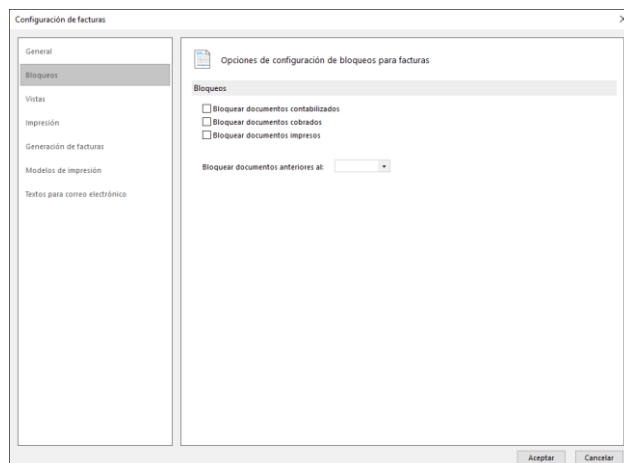 Configuración de facturas
General
Bloqueos
Vistas
Impresión
Generación de facturas
Modelos de impresión
Textos para correo electrónico
Opciones de configuración de bloqueos para facturas
Bloqueos
Bloquear documentos contabilizados
Bloquear documentos cobrados
Bloquear documentos impresos
Bloquear documentos anteriores al:
Aceptar
Cancelar